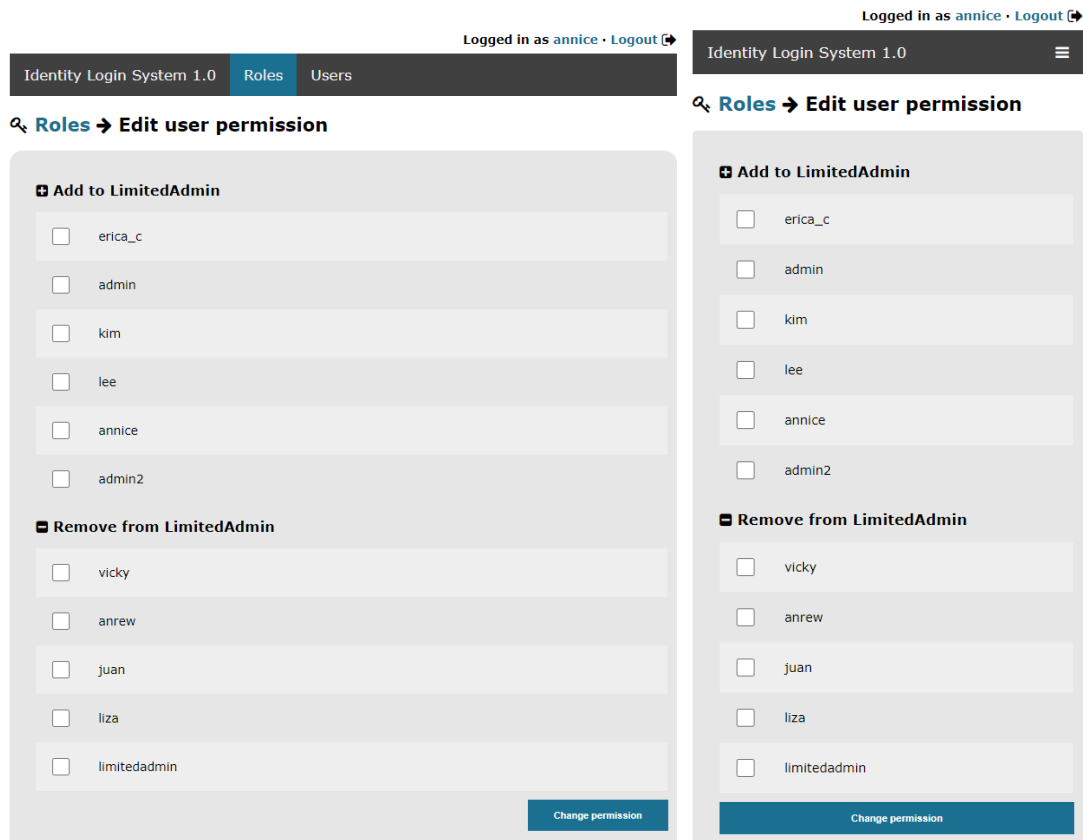 Logged in as annice · Logout
Identity Login System 1.0 Roles Users
Roles → Edit user permission
Add to LimitedAdmin
erica_c
admin
kim
lee
annice
admin2
Remove from LimitedAdmin
vicky
anrew
juan
liza
limitedadmin
Change permission
Logged in as annice · Logout
Identity Login System 1.0
Roles → Edit user permission
Add to LimitedAdmin
erica_c
admin
kim
lee
annice
admin2
Remove from LimitedAdmin
vicky
anrew
juan
liza
limitedadmin
Change permission